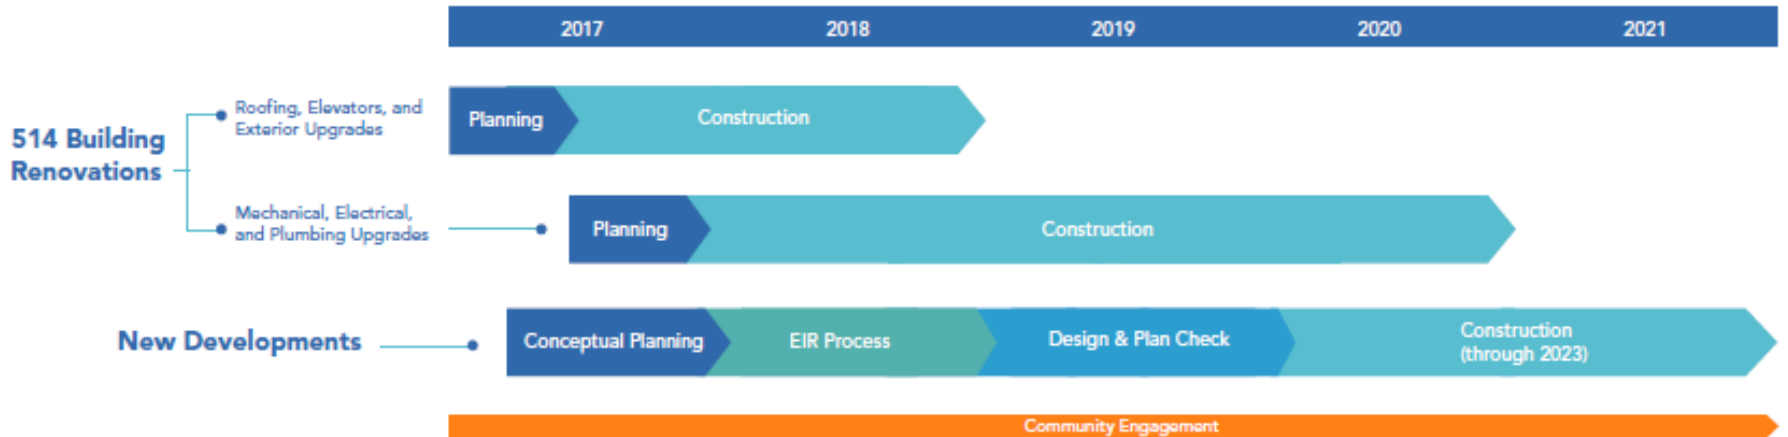 2017 2018 2019 2020 2021
Roofing, Elevators, and
Exterior Upgrades
Planning
Construction
514 Building
Renovations
Mechanical, Electrical,
and Plumbing Upgrades
Planning
Construction
New Developments
Conceptual Planning
EIR Process
Design & Plan Check
Construction
(through 2023)
Community Engagement